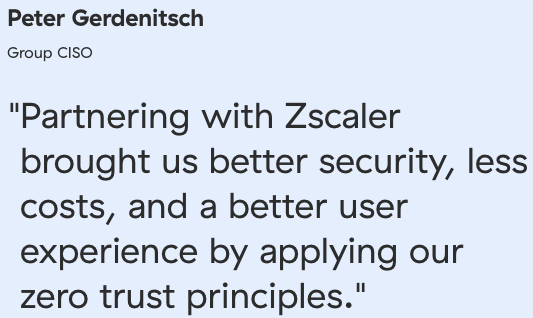 Peter Gerdenitsch
Group CISO
"Partnering with Zscaler
brought us better security, less
costs, and a better user
experience by applying our
zero trust principles."